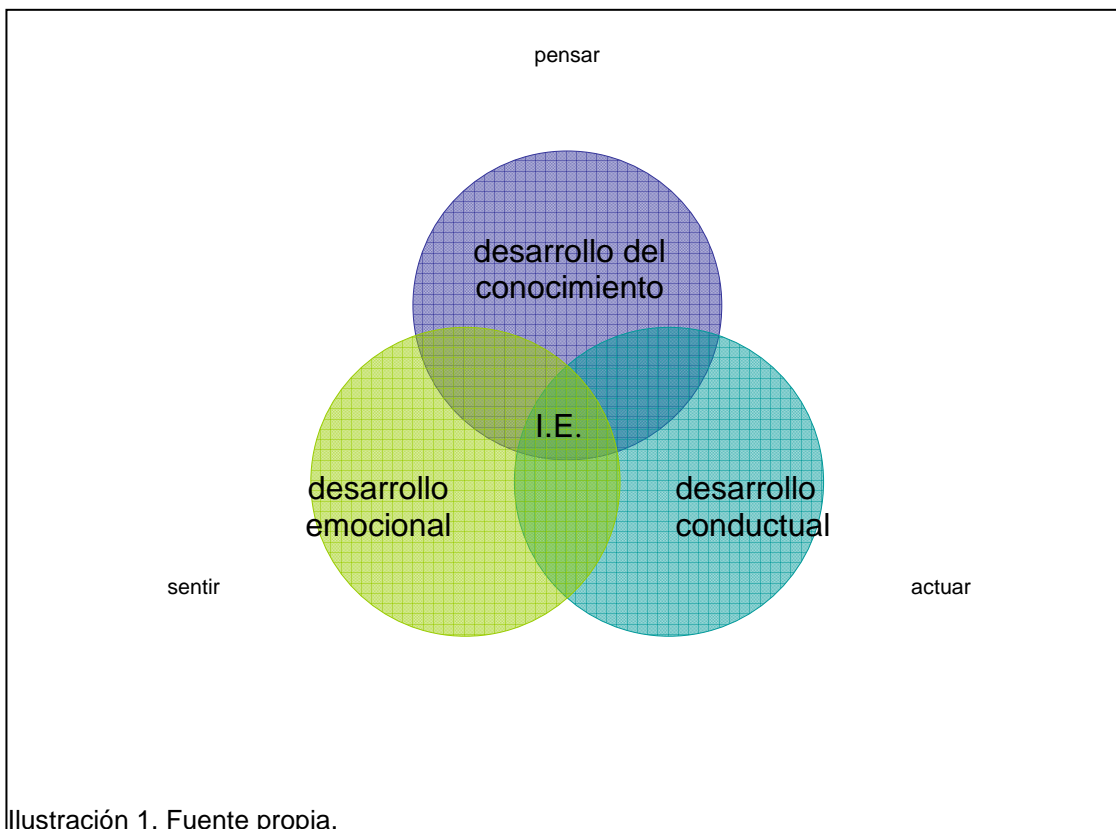 pensar
desarrollo del
conocimiento
I.E.
desarrollo
emocional
desarrollo
conductual
sentir
actuar
Ilustración 1. Fuente propia.